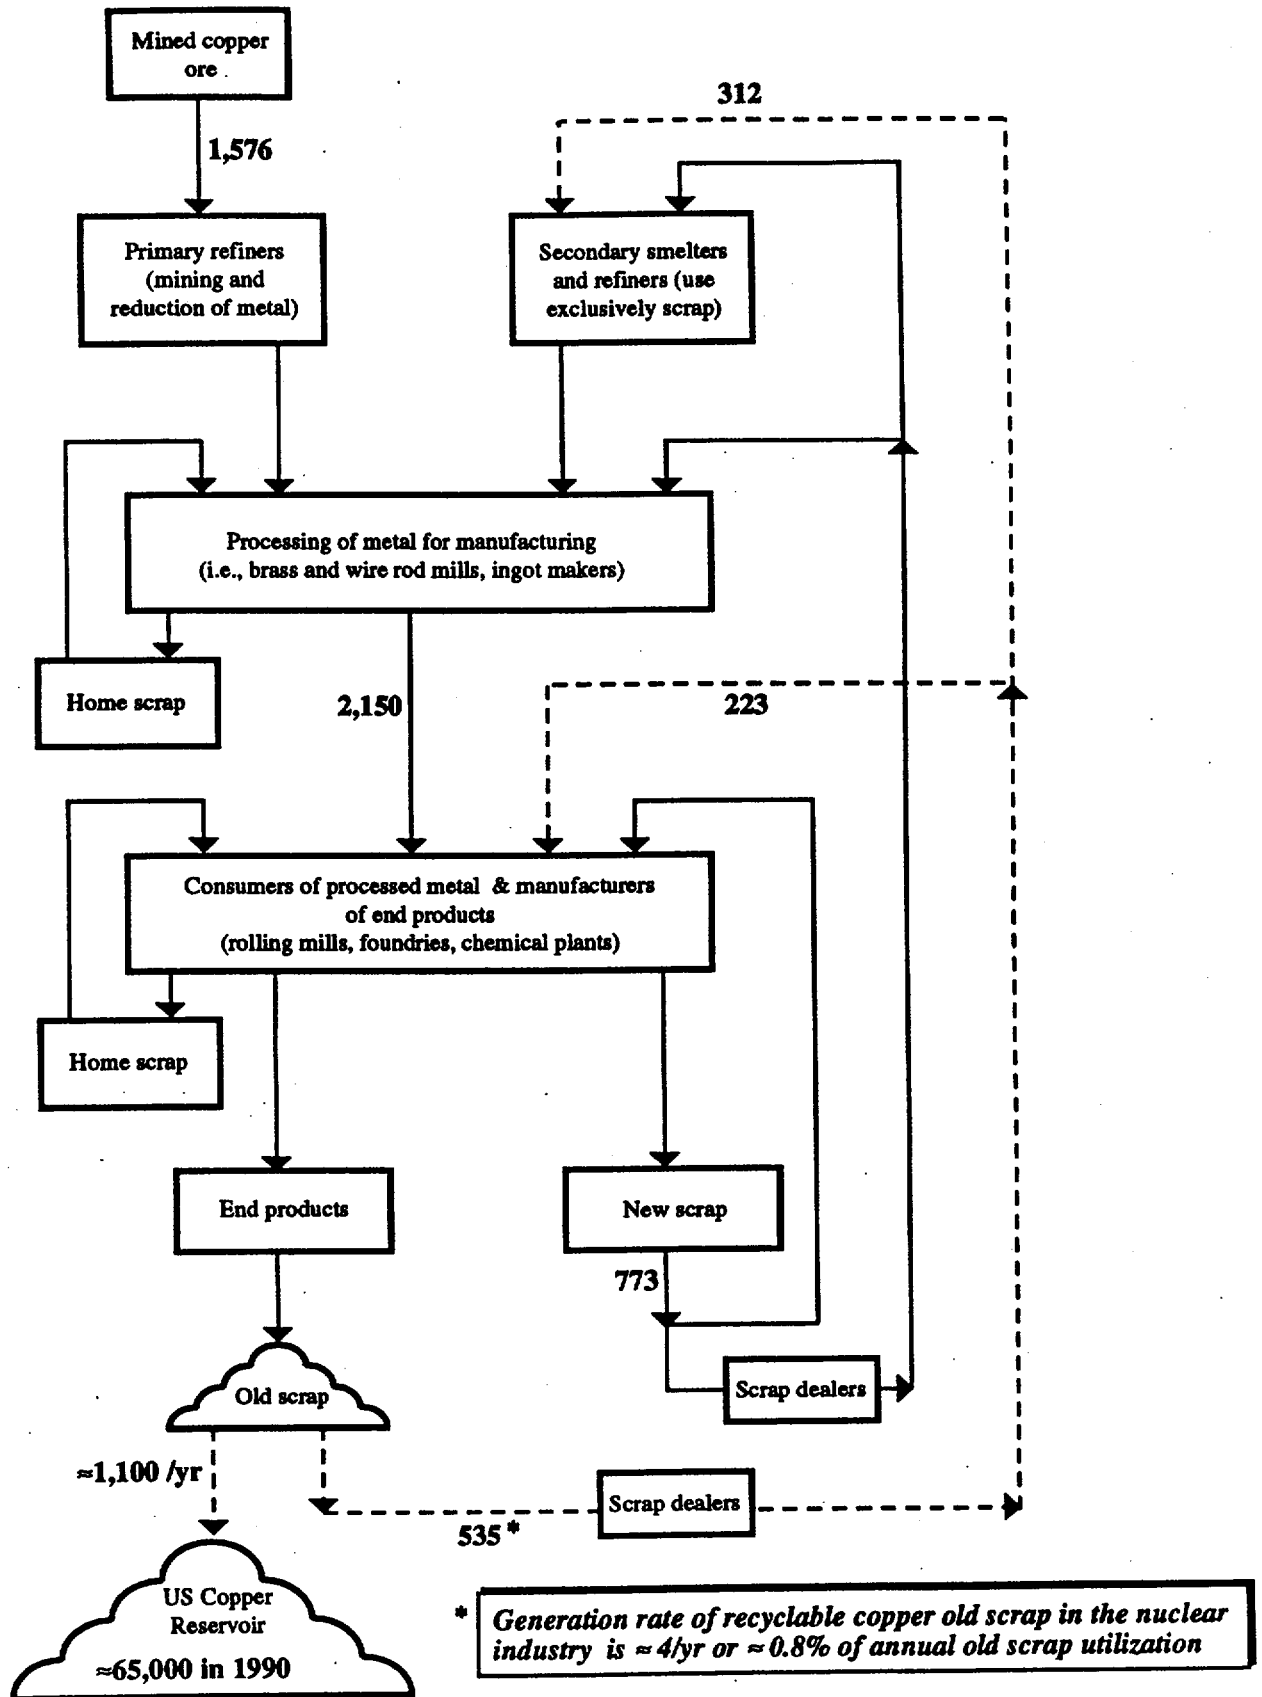 Mined copper
ore
312
1,576
Primary refiners
(mining and
reduction of metal)
Secondary smelters
and refiners (use
exclusively scrap)
Processing of metal for manufacturing
(i.e., brass and wire rod mills, ingot makers)
Home scrap
2,150
223
Consumers of processed metal & manufacturers
of end products
(rolling mills, foundries, chemical plants)
Home scrap
End products
New scrap
773
Old scrap
Scrap dealers
≈1,100 /yr
Scrap dealers
535*
US Copper
Reservoir
≈65,000 in 1990
* Generation rate of recyclable copper old scrap in the nuclear
industry is ≈ 4/yr or ≈ 0.8% of annual old scrap utilization